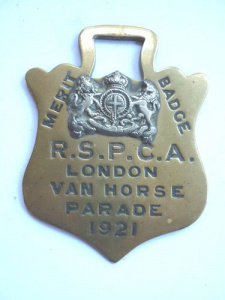 MERIT BADGE
R.S.P.C.A.
LONDON
VAN HORSE
PARADE
1921